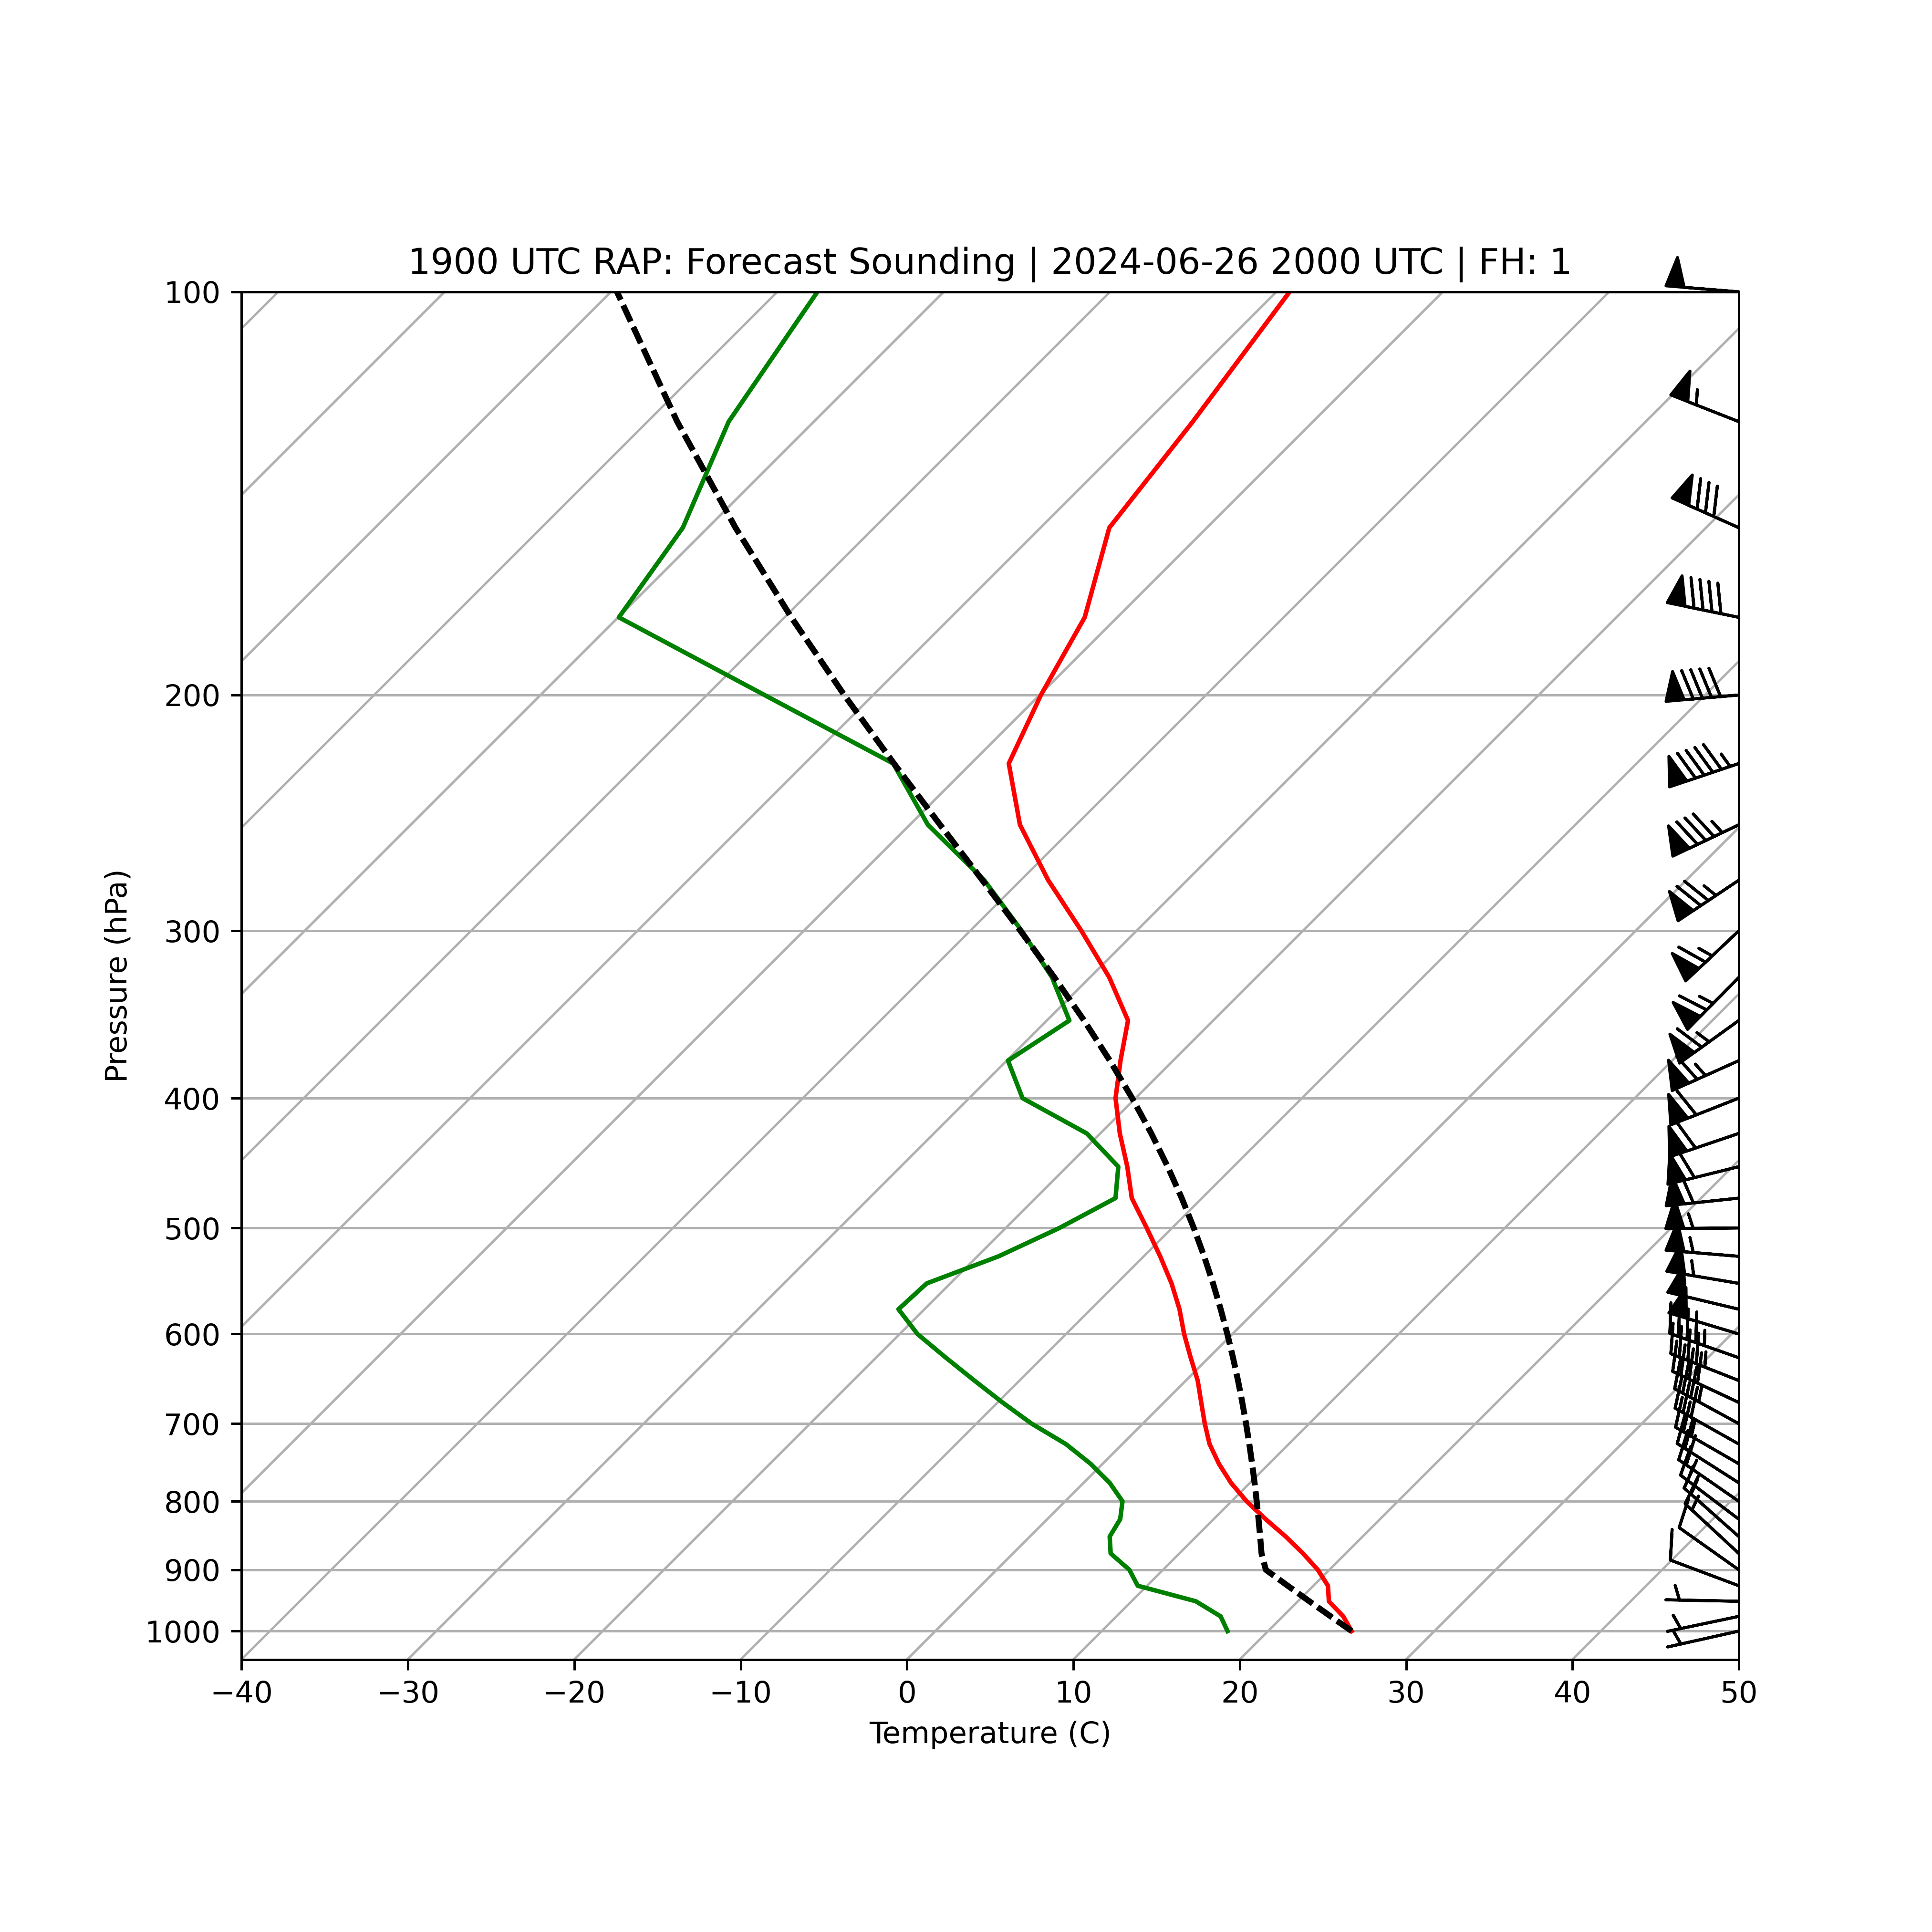 1900 UTC RAP: Forecast Sounding | 2024-06-26 2000 UTC | FH: 1
100
200
300
400
500
600
700
800
900
1000
Pressure (hPa)
−40 −30 −20 −10 0 10 20 30 40 50
Temperature (C)